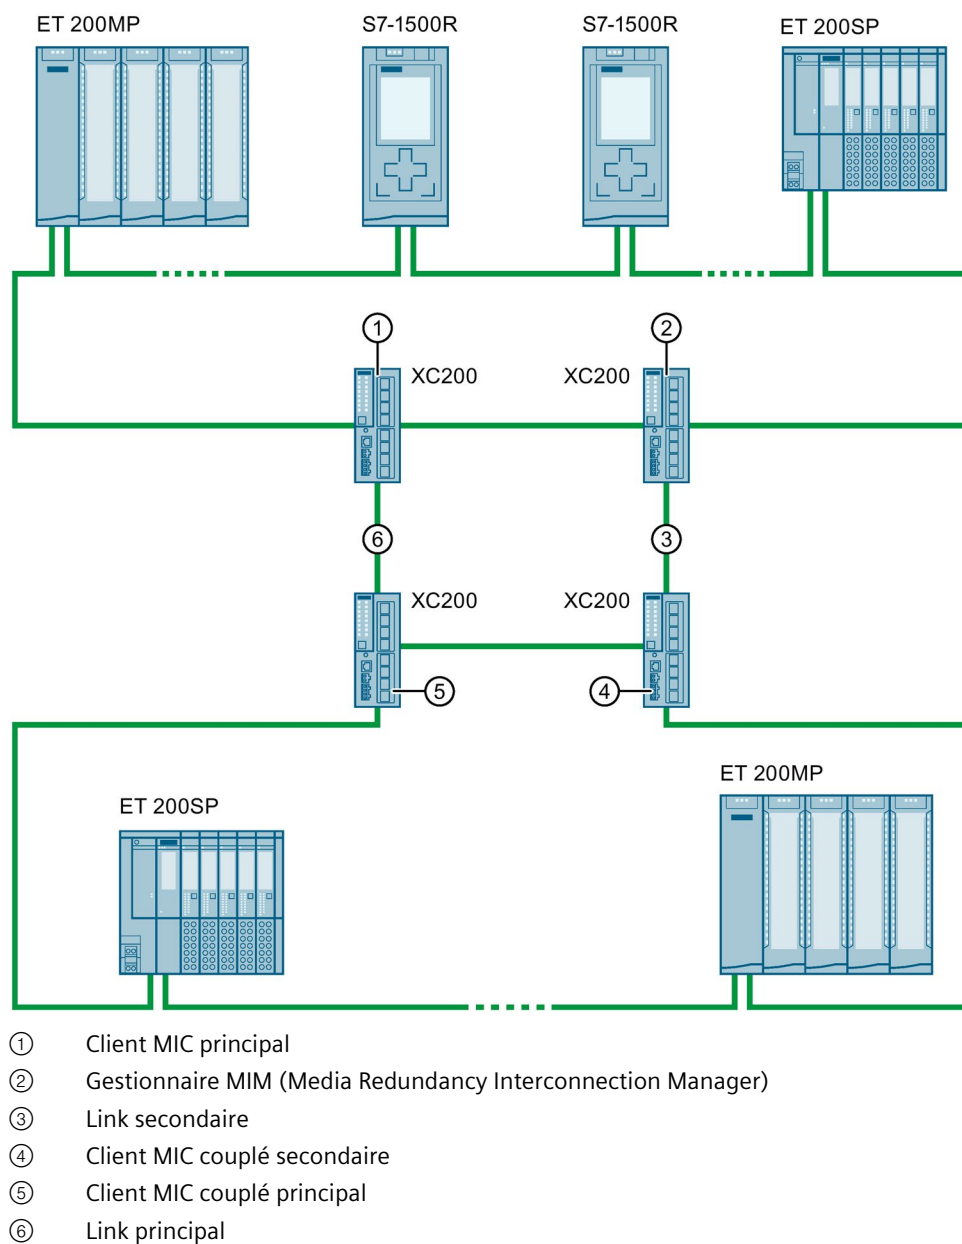 ET 200MP S7-1500R S7-1500R ET 200SP
① ②
XC200 XC200
⑥ ③
XC200 XC200
⑤ ④
ET 200MP
ET 200SP
① Client MIC principal
② Gestionnaire MIM (Media Redundancy Interconnection Manager)
③ Link secondaire
④ Client MIC couplé secondaire
⑤ Client MIC couplé principal
⑥ Link principal